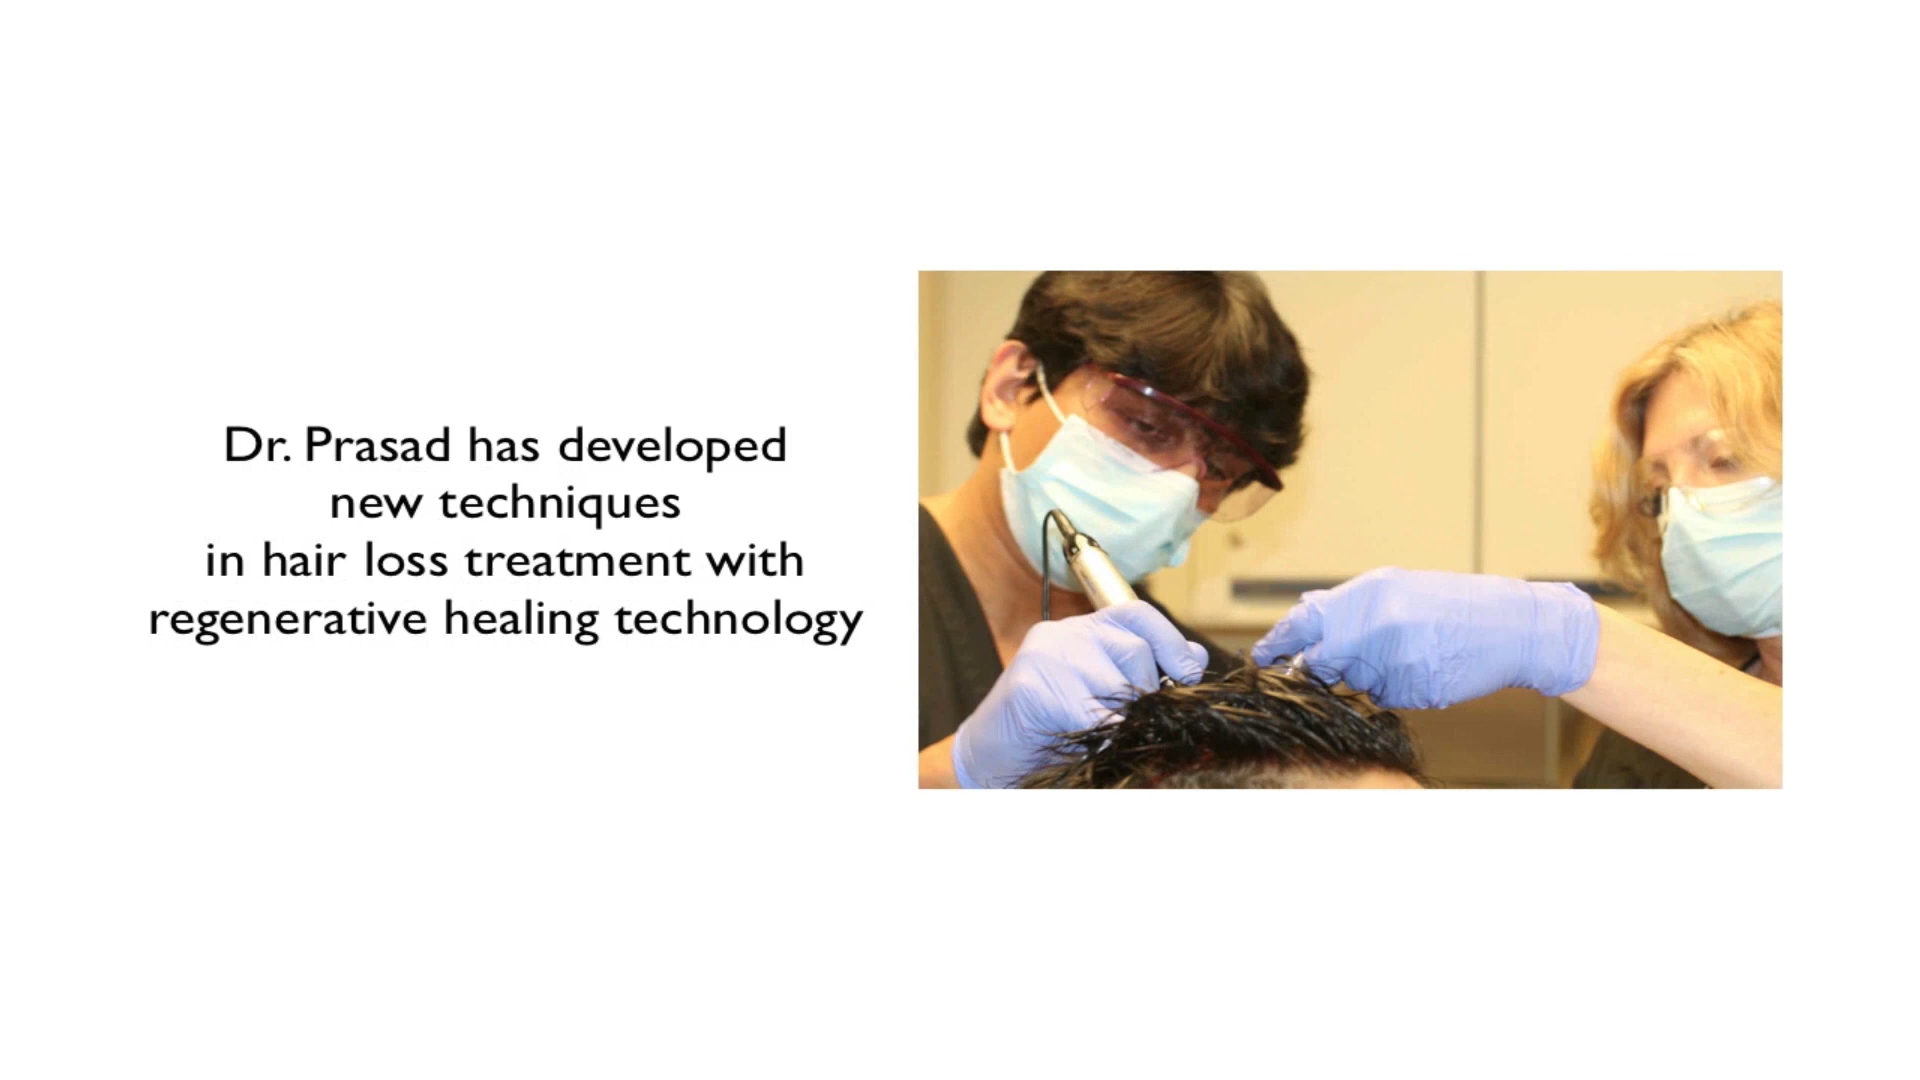 Dr. Prasad has developed
new techniques
in hair loss treatment with
regenerative healing technology